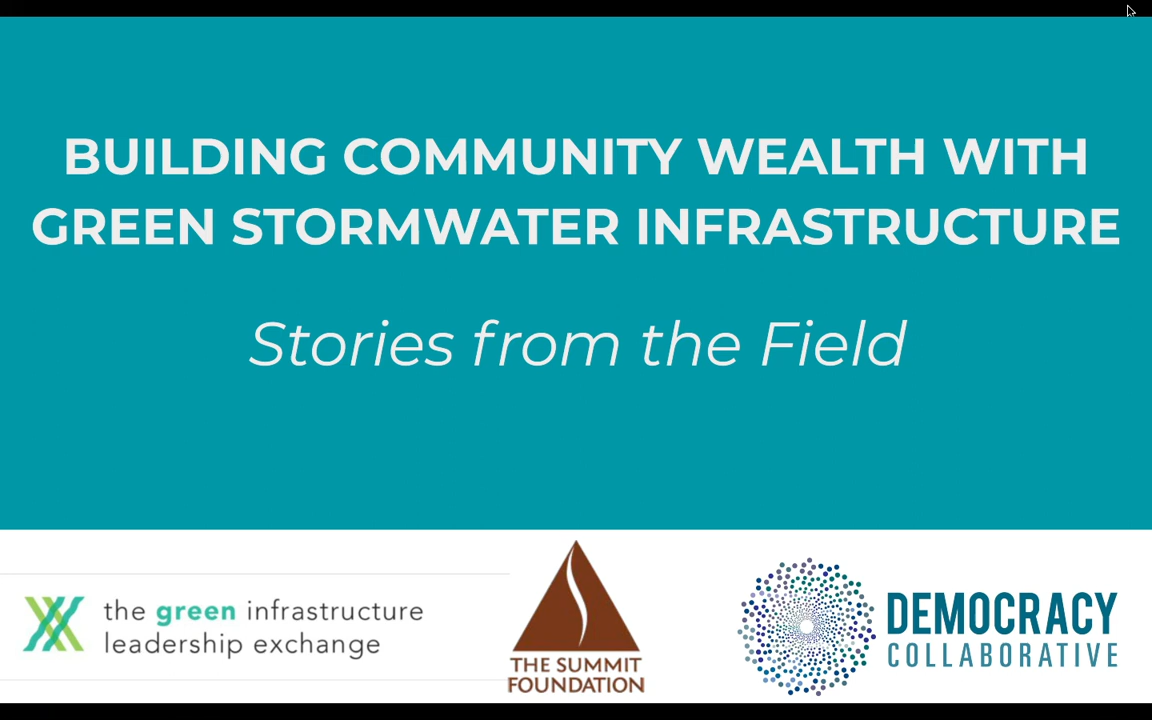 BUILDING COMMUNITY WEALTH WITH
GREEN STORMWATER INFRASTRUCTURE
Stories from the Field
the green infrastructure
leadership exchange
THE SUMMIT
FOUNDATION
DEMOCRACY
COLLABORATIVE